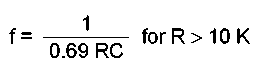 f = 1 / 0.69 RC for R > 10 K